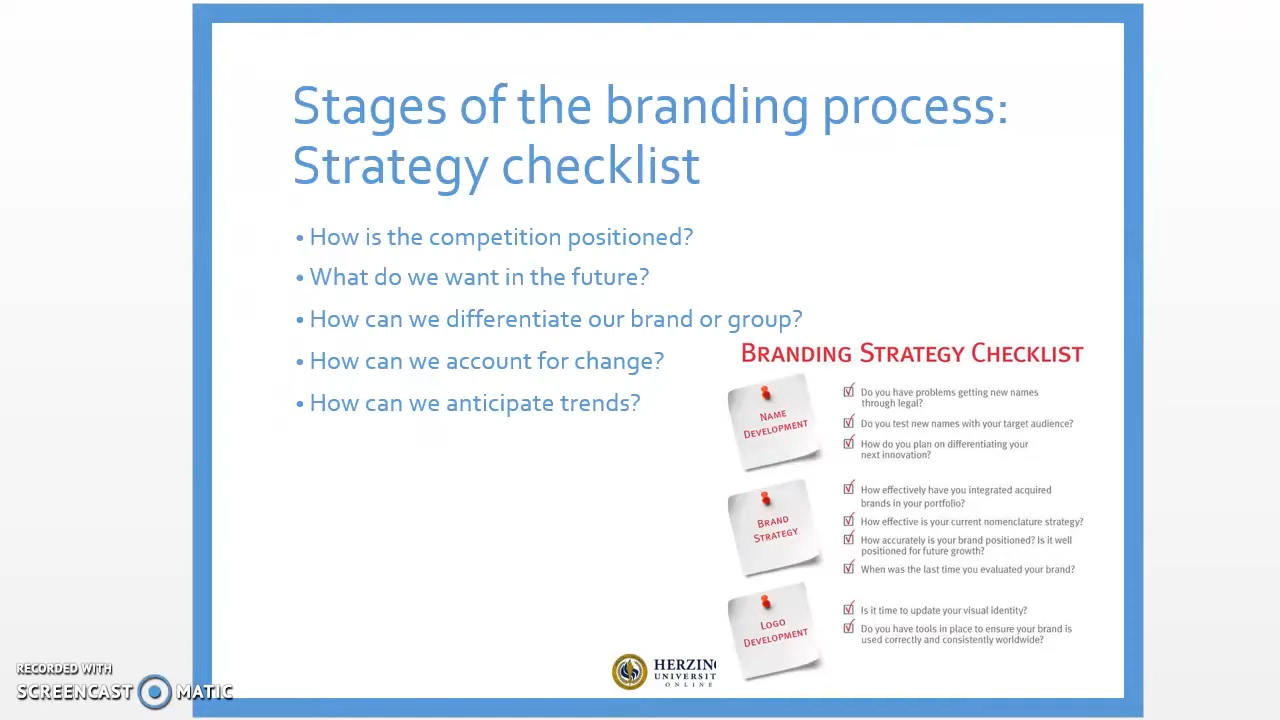 Stages of the branding process:
Strategy checklist
• How is the competition positioned?
• What do we want in the future?
• How can we differentiate our brand or group?
• How can we account for change?
• How can we anticipate trends?
BRANDING STRATEGY CHECKLIST
NAME
DEVELOPMENT
Do you have problems getting new names
through legal?
Do you test new names with your target audience?
How do you plan on differentiating your
next innovation?
BRAND
STRATEGY
How effectively have you integrated acquired
brands in your portfolio?
How effective is your current nomenclature strategy?
How accurately is your brand positioned? Is it well
positioned for future growth?
When was the last time you evaluated your brand?
LOGO
DEVELOPMENT
Is it time to update your visual identity?
Do you have tools in place to ensure your brand is
used correctly and consistently worldwide?
HERZING
UNIVERSIT
ONLINE
RECORDED WITH
SCREENCAST MATIC